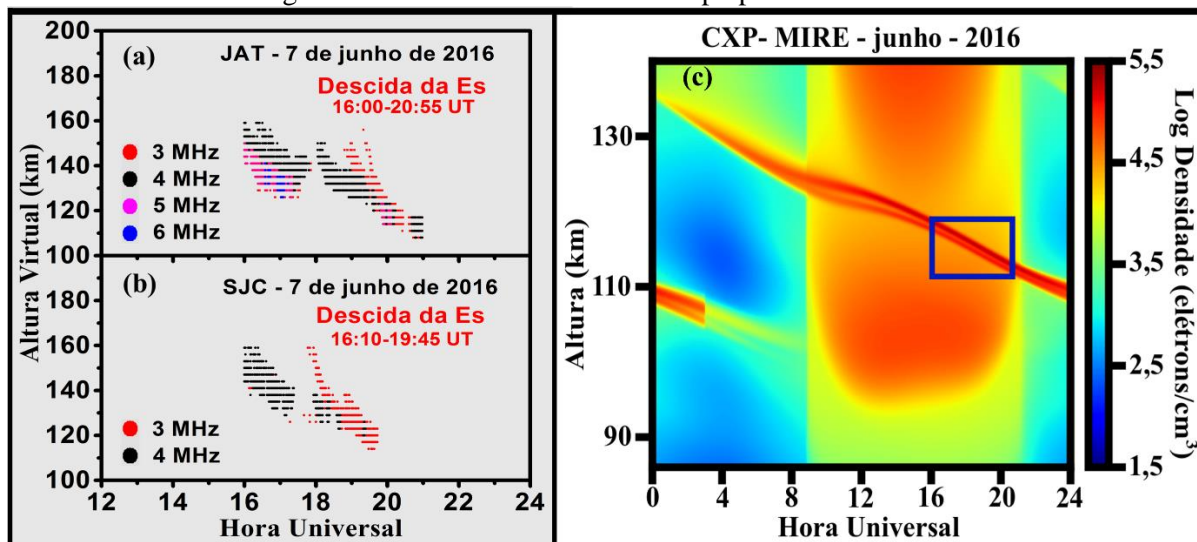 (a) JAT - 7 de junho de 2016
Descida da Es
16:00-20:55 UT
3 MHz
4 MHz
5 MHz
6 MHz
200
180
160
140
120
100
Altura Virtual (km)
(b) SJC - 7 de junho de 2016
Descida da Es
16:10-19:45 UT
3 MHz
4 MHz
180
160
140
120
100
12 14 16 18 20 22 24
Hora Universal
CXP- MIRE - junho - 2016
(c)
130
110
90
Altura (km)
0 4 8 12 16 20 24
Hora Universal
5,5
4,5
3,5
2,5
1,5
Log Densidade (elétrons/cm³)